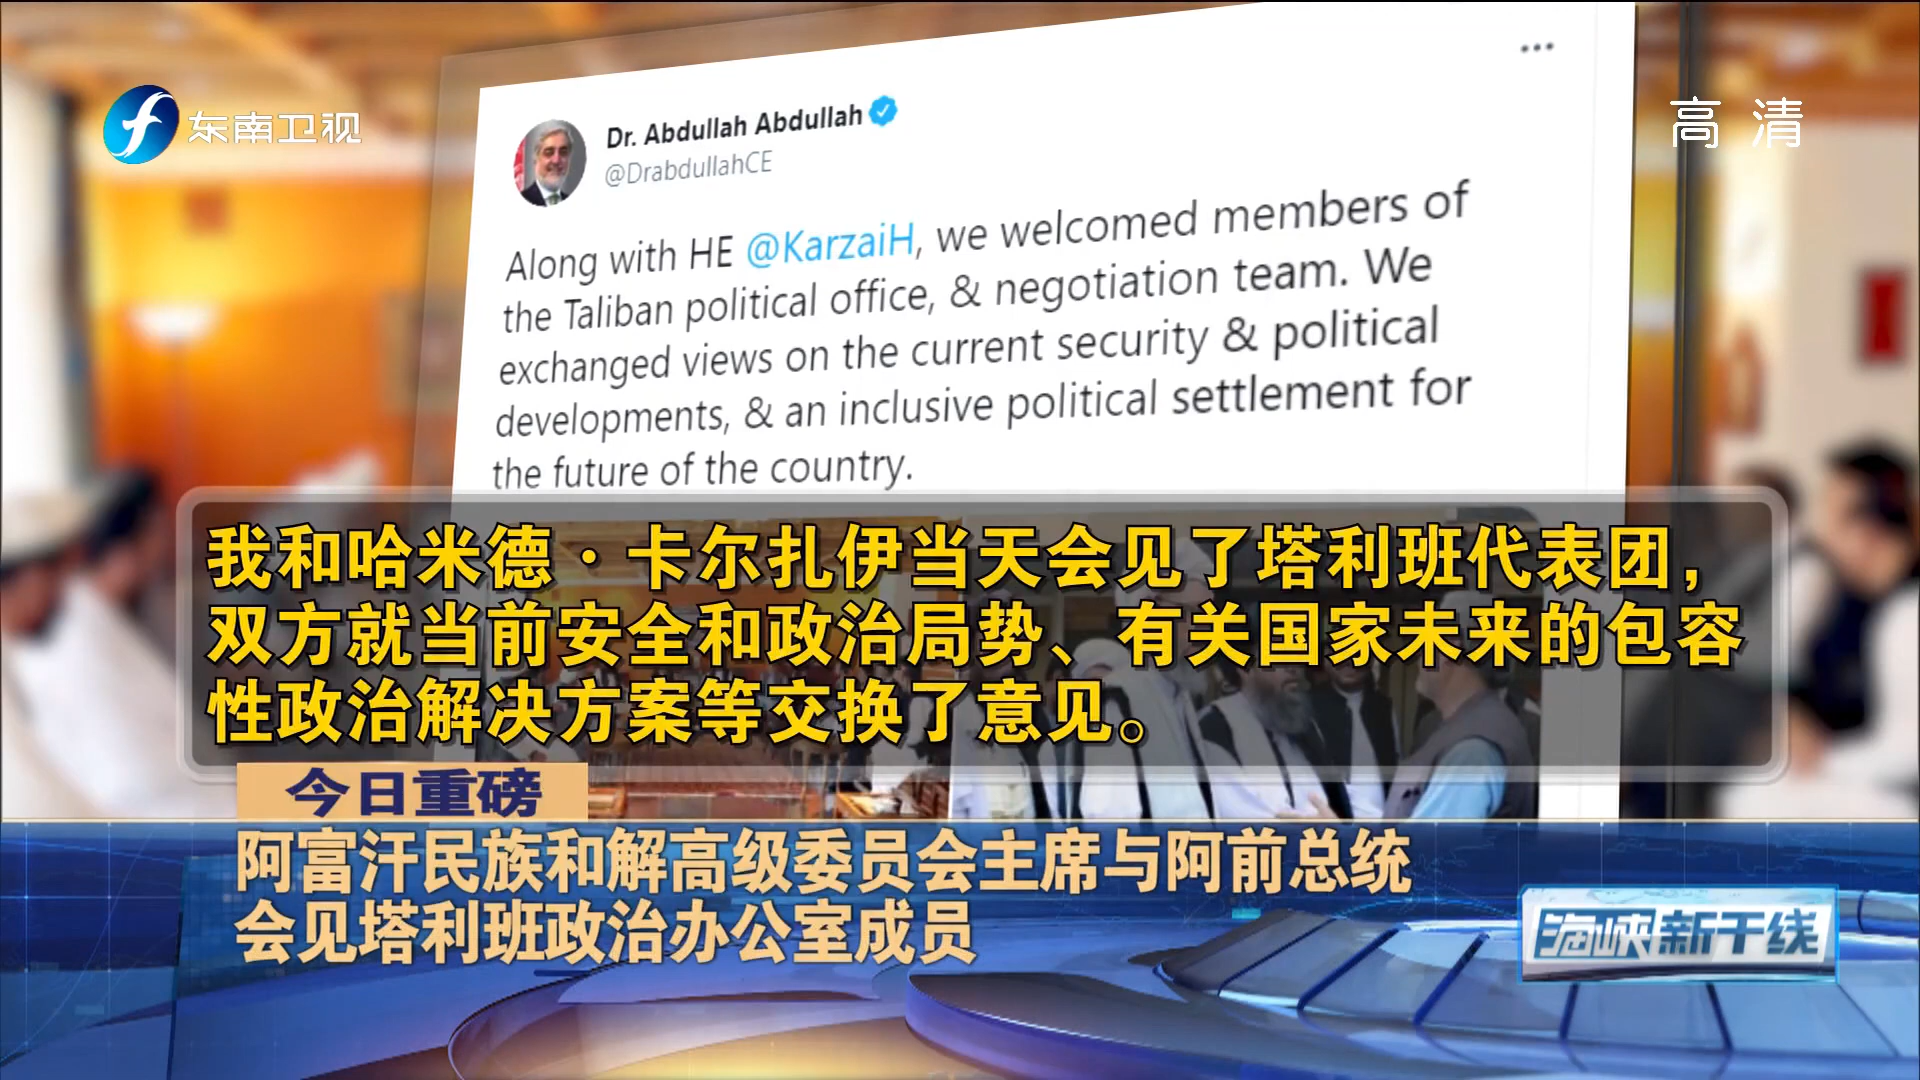 东南卫视
高清
Dr. Abdullah Abdullah
@DrabdullahCE
Along with HE @KarzaiH, we welcomed members of
the Taliban political office, & negotiation team. We
exchanged views on the current security & political
developments, & an inclusive political settlement for
the future of the country.
我和哈米德·卡尔扎伊当天会见了塔利班代表团，
双方就当前安全和政治局势、有关国家未来的包容
性政治解决方案等交换了意见。
今日重磅
阿富汗民族和解高级委员会主席与阿前总统
会见塔利班政治办公室成员
海峡新干线